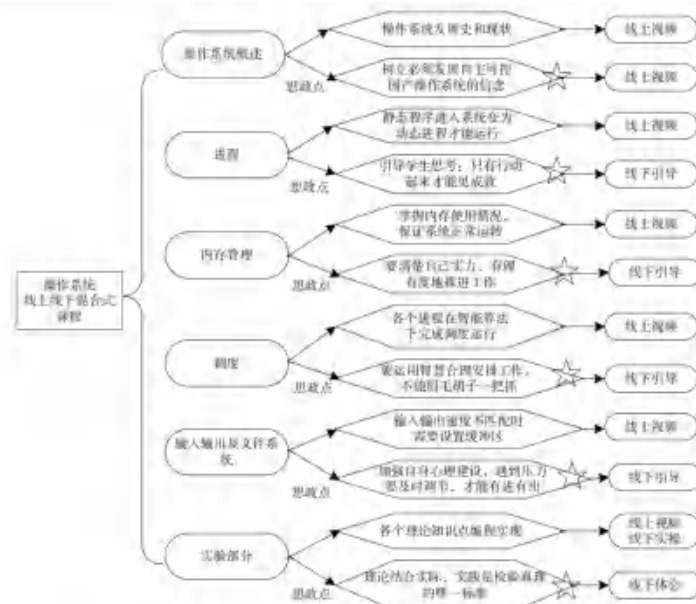 操作系统概述
操作系统发展史和现状
线上视频
思政点
树立必须发展自主可控
国产操作系统的信念
线上视频
进程
静态程序进入系统变为
动态进程才能运行
线上视频
思政点
引导学生思考：只有行动
起来才能见成效
线下引导
内存管理
掌握内存使用情况，
保证系统正常运转
线上视频
思政点
要清楚自己实力、有理
有度地推进工作
线下引导
操作系统
线上线下混合式
课程
调度
各个进程在智能算法
下完成调度运行
线上视频
思政点
要运用智慧合理安排工作，
不能眉毛胡子一把抓
线下引导
输入输出及文件系
统
输入输出速度不匹配时
需要设置缓冲区
线上视频
思政点
加强自身心理建设，遇到压力
要及时调节，才能有进有出
线下引导
实验部分
各个理论知识点编程实现
线上视频
线下实操
思政点
理论结合实际，实践是检验真理
的唯一标准
线下体会